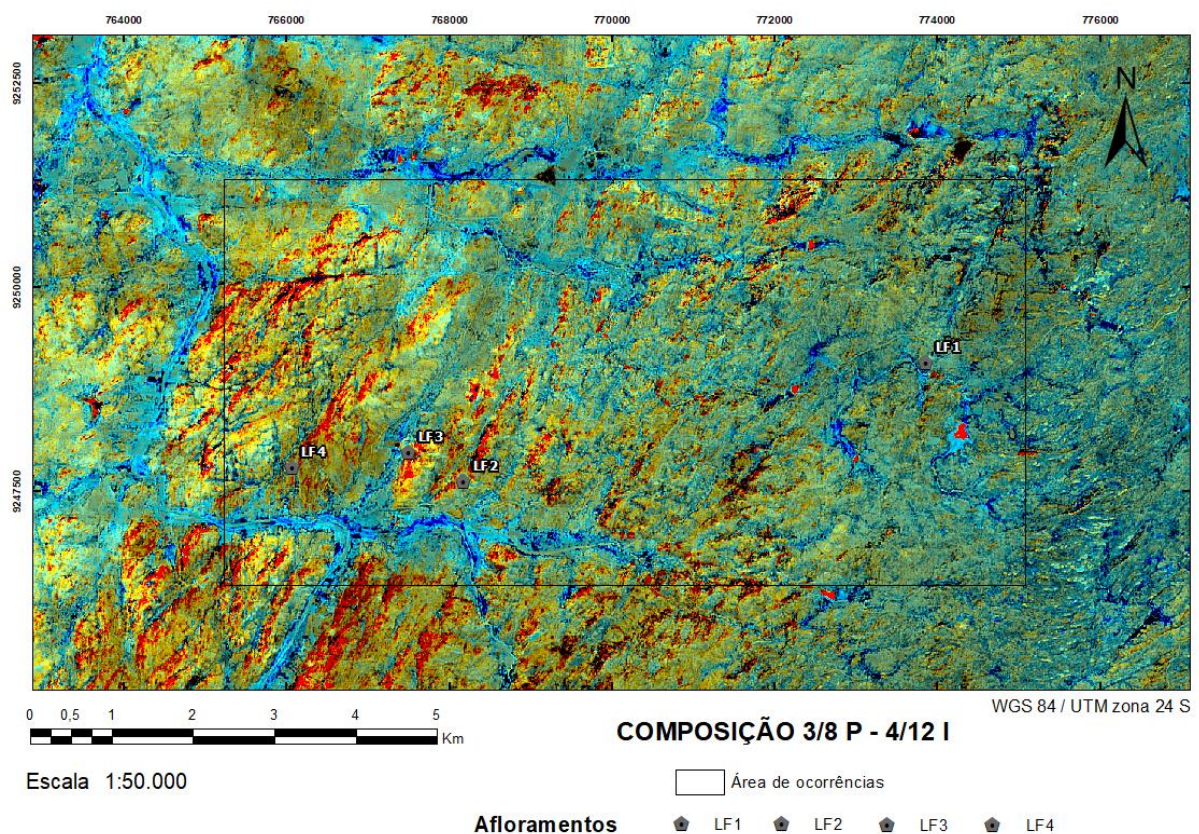 764000 766000 768000 770000 772000 774000 776000
9252500
N
9250000
LF1
LF3
LF4
LF2
9247500
WGS 84 / UTM zona 24 S
0 0,5 1 2 3 4 5
Km
COMPOSIÇÃO 3/8 P - 4/12 I
Escala 1:50.000
Área de ocorrências
Afloramentos LF1 LF2 LF3 LF4